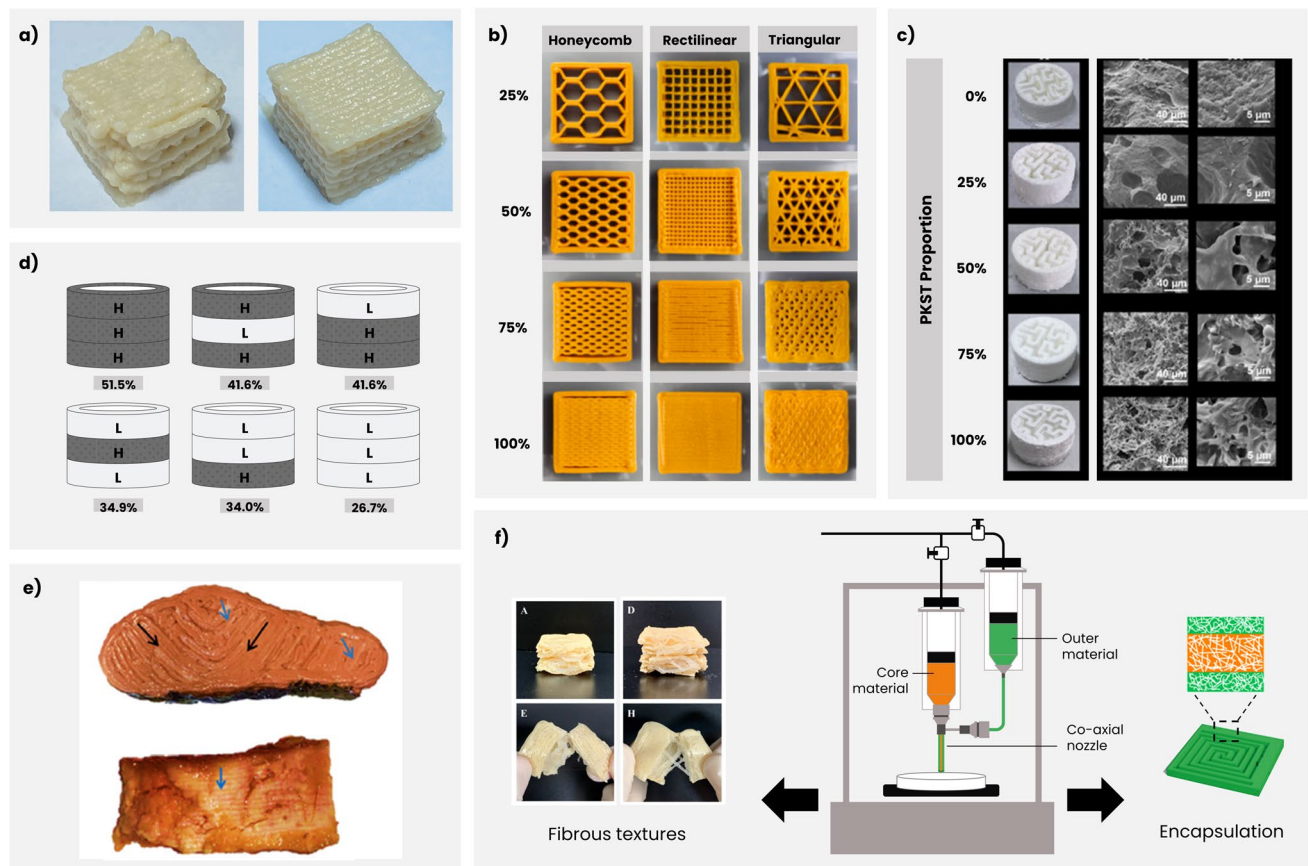 a)
b)
Honeycomb Rectilinear Triangular
25%
50%
75%
100%
c)
PKST Proportion
0%
40 µm 5 µm
25%
40 µm 5 µm
50%
40 µm 5 µm
75%
40 µm 5 µm
100%
40 µm 5 µm
d)
H H L
H L H
H H H
51.5% 41.6% 41.6%
L L L
H L L
L H L
34.9% 34.0% 26.7%
e)
f)
A D
E H
Fibrous textures
Core
material
Outer
material
Co-axial
nozzle
Encapsulation